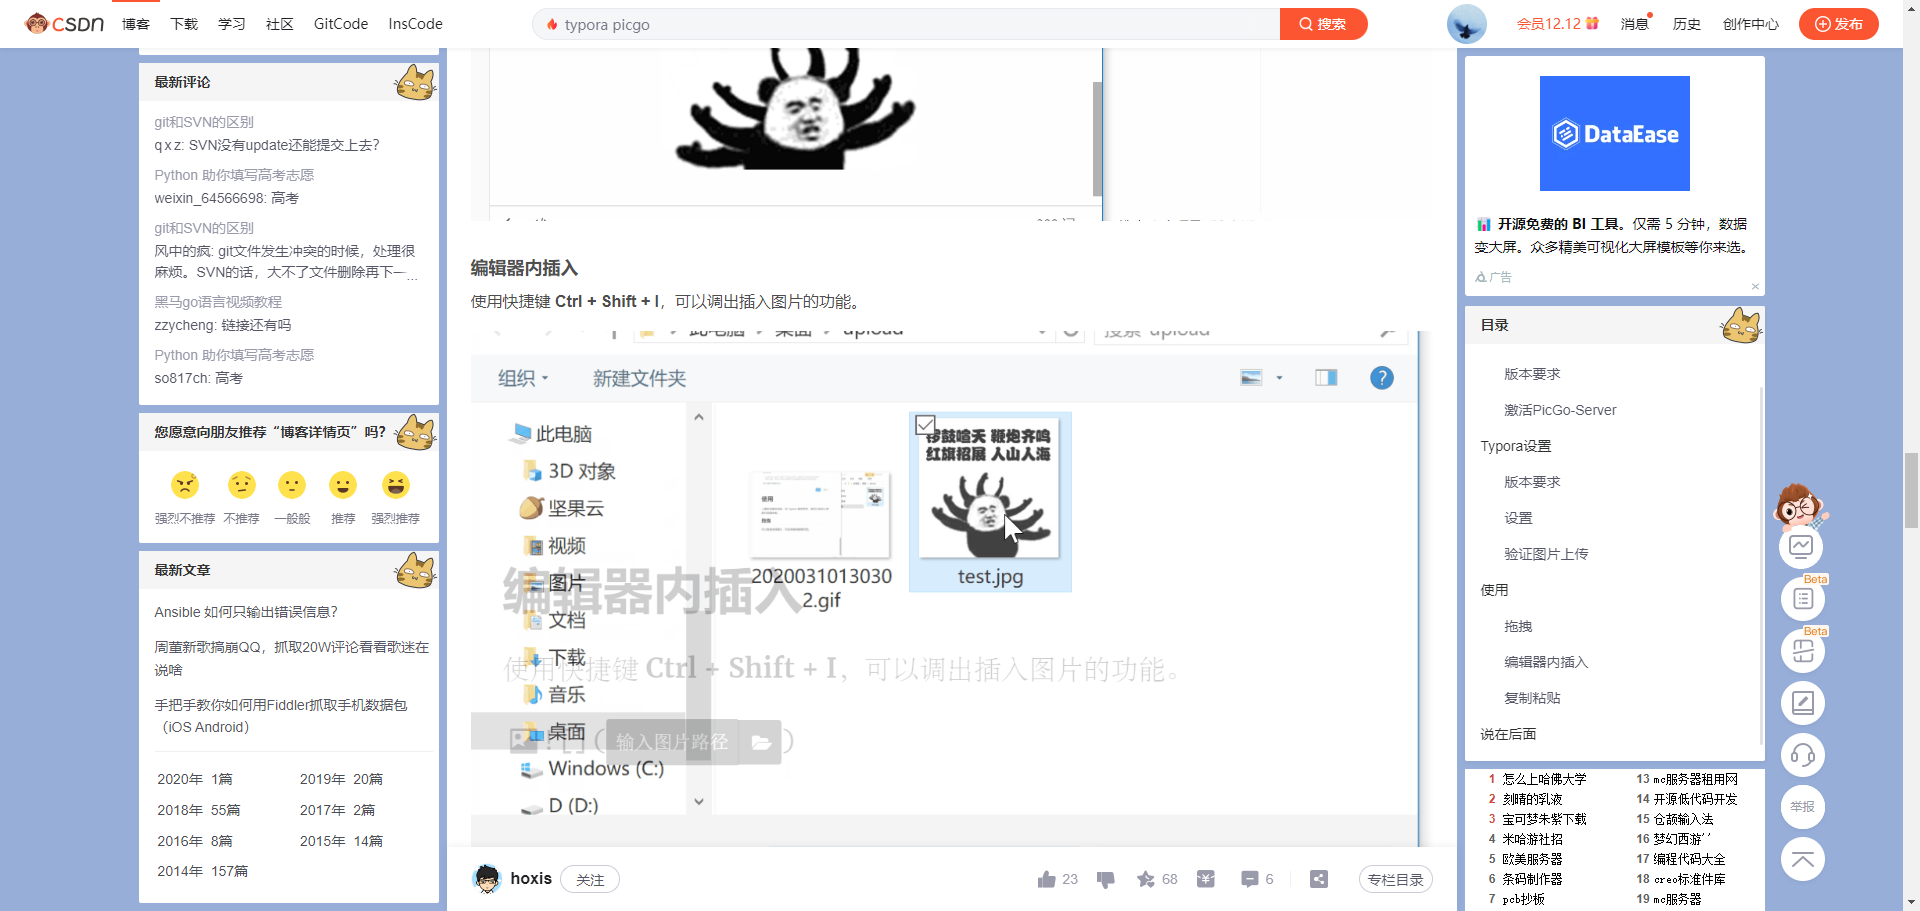 CSDN
博客
下载
学习
社区
GitCode
InsCode
typora picgo
搜索
会员12.12
消息
历史
创作中心
发布
最新评论
git和SVN的区别
q x z: SVN没有update还能提交上去?
Python 助你填写高考志愿
weixin_64566698: 高考
git和SVN的区别
风中的疯: git文件发生冲突的时候，处理很
麻烦。SVN的话，大不了文件删除再下一...
黑马go语言视频教程
zzycheng: 链接还有吗
Python 助你填写高考志愿
so817ch: 高考
您愿意向朋友推荐“博客详情页”吗?
强烈不推荐
不推荐
一般般
推荐
强烈推荐
最新文章
Ansible 如何只输出错误信息?
周董新歌搞崩QQ，抓取20W评论看看歌迷在
说啥
手把手教你如何用Fiddler抓取手机数据包
（iOS Android）
2020年 1篇
2019年 20篇
2018年 55篇
2017年 2篇
2016年 8篇
2015年 14篇
2014年 157篇
编辑器内插入
使用快捷键 Ctrl + Shift + I，可以调出插入图片的功能。
此电脑
桌面
upload
搜索"upload"
组织
新建文件夹
此电脑
3D 对象
坚果云
视频
图片
文档
下载
音乐
桌面
Windows (C:)
D (D:)
2020031013030
2.gif
锣鼓喧天 鞭炮齐鸣
红旗招展 人山人海
test.jpg
编辑器内插入
使用快捷键 Ctrl + Shift + I，可以调出插入图片的功能。
输入图片路径
hoxis
关注
23
68
6
专栏目录
DataEase
开源免费的 BI 工具。仅需 5 分钟，数据
变大屏。众多精美可视化大屏模板等你来选。
广告
目录
版本要求
激活PicGo-Server
Typora设置
版本要求
设置
验证图片上传
使用
拖拽
编辑器内插入
复制粘贴
说在后面
1 怎么上哈佛大学
13 mc服务器租用网
2 刻晴的乳液
14 开源低代码开发
3 宝可梦朱紫下载
15 仓颉输入法
4 米哈游社招
16 梦幻西游''
5 欧美服务器
17 编程代码大全
6 条码制作器
18 creo标准件库
7 pcb抄板
19 mc服务器
Beta
Beta
举报